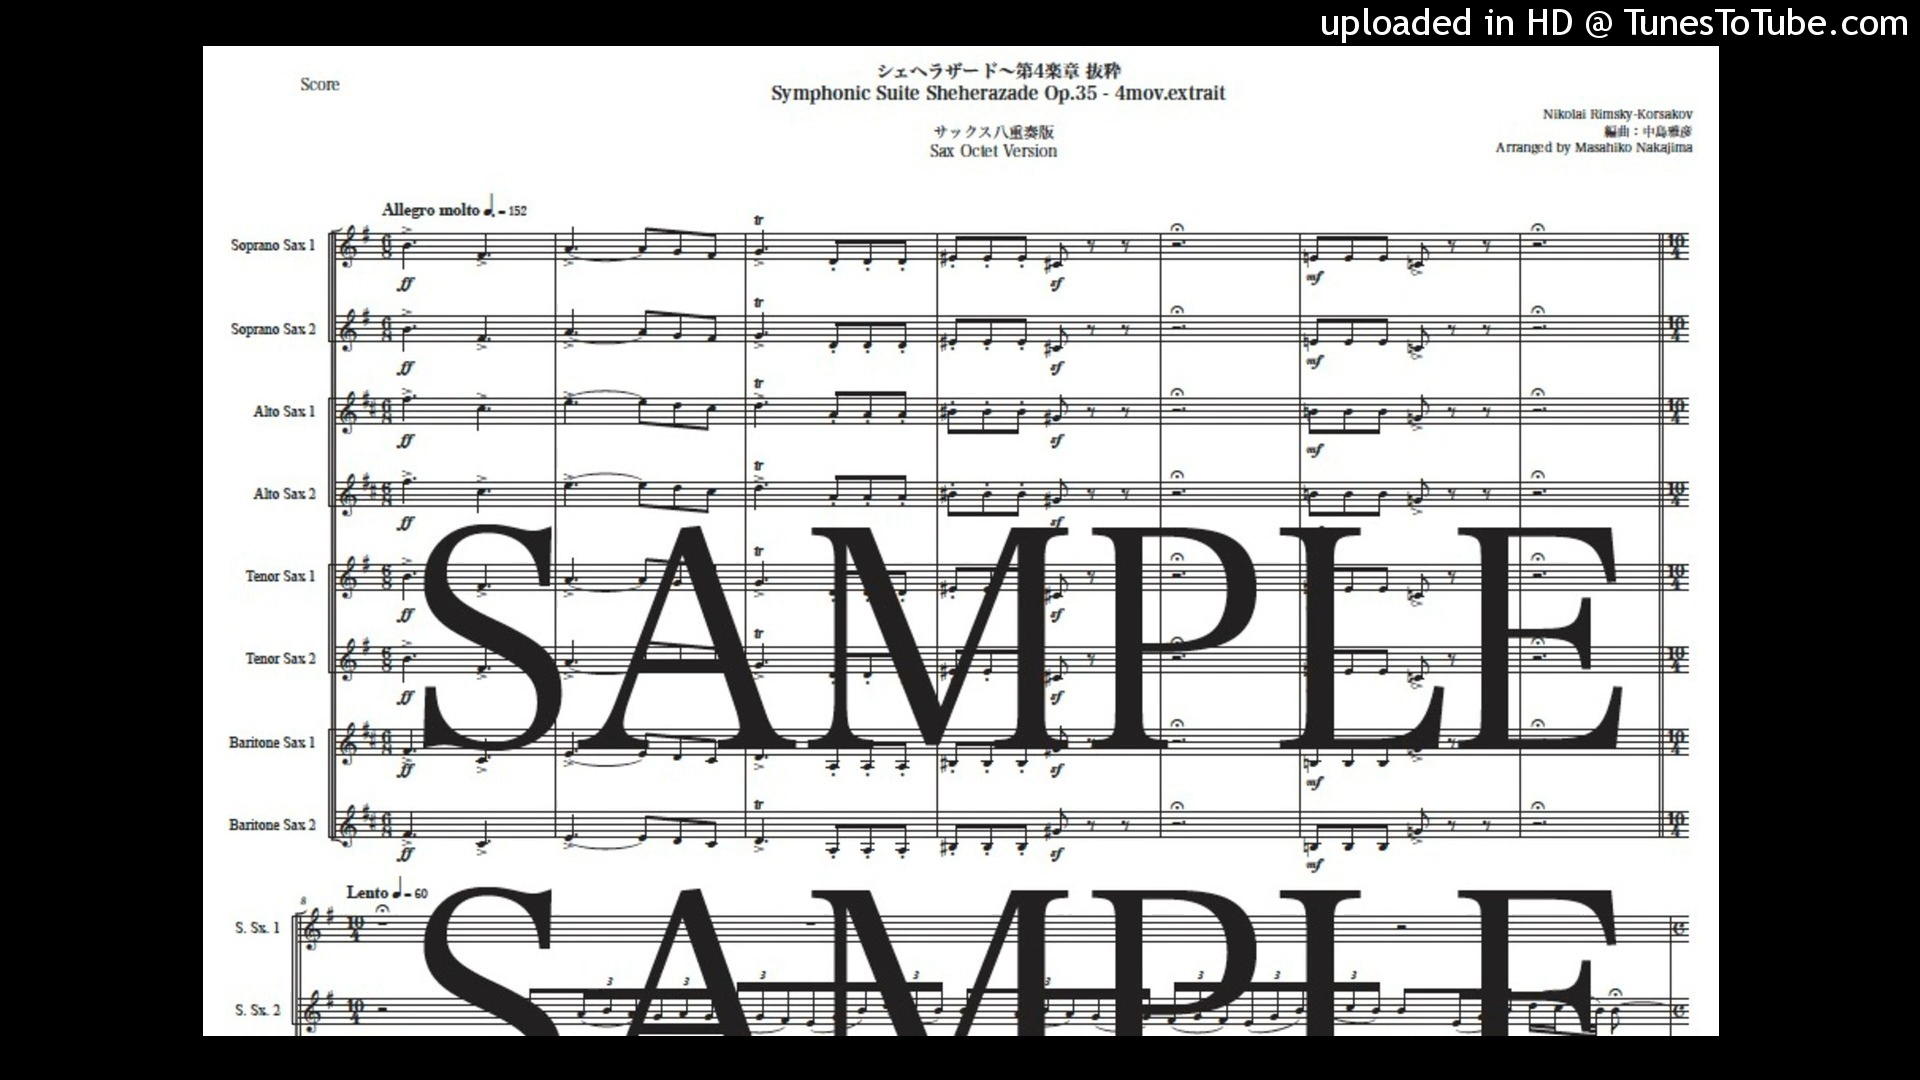 uploaded in HD @ TunesToTube.com
Score
シェヘラザード～第4楽章 抜粋
Symphonic Suite Sheherazade Op.35 - 4mov.extrait
サックス八重奏版
Sax Octet Version
Nikolai Rimsky-Korsakov
編曲：中島雅彦
Arranged by Masahiko Nakajima
Allegro molto ♩. = 152
Soprano Sax 1
Soprano Sax 2
Alto Sax 1
Alto Sax 2
Tenor Sax 1
Tenor Sax 2
Baritone Sax 1
Baritone Sax 2
SAMPLE
Lento ♩ = 60
8
S. Sx. 1
S. Sx. 2
SAMPLE